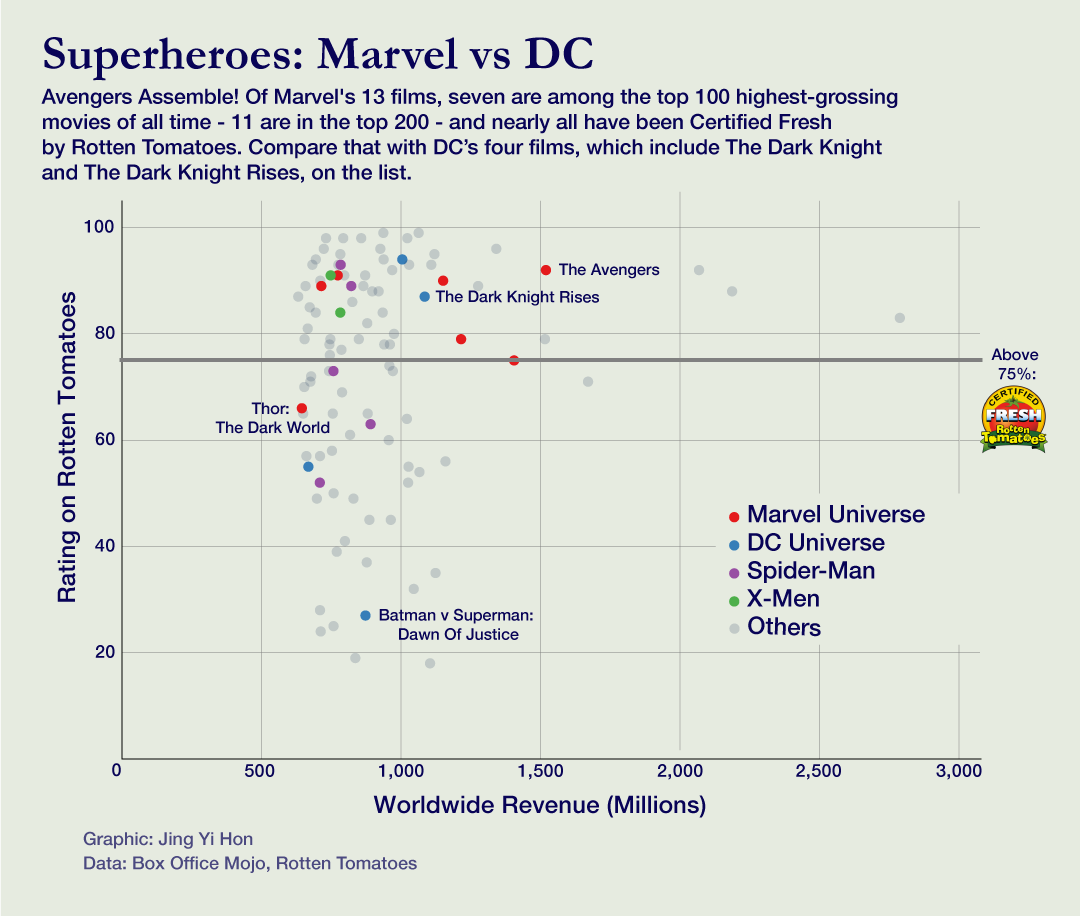 Superheroes: Marvel vs DC
Avengers Assemble! Of Marvel's 13 films, seven are among the top 100 highest-grossing
movies of all time - 11 are in the top 200 - and nearly all have been Certified Fresh
by Rotten Tomatoes. Compare that with DC’s four films, which include The Dark Knight
and The Dark Knight Rises, on the list.
Rating on Rotten Tomatoes
100
80
60
40
20
The Avengers
The Dark Knight Rises
Above
75%:
CERTIFIED
FRESH
Rotten
Tomatoes
Thor:
The Dark World
Marvel Universe
DC Universe
Spider-Man
X-Men
Others
Batman v Superman:
Dawn Of Justice
0
500
1,000
1,500
2,000
2,500
3,000
Worldwide Revenue (Millions)
Graphic: Jing Yi Hon
Data: Box Office Mojo, Rotten Tomatoes